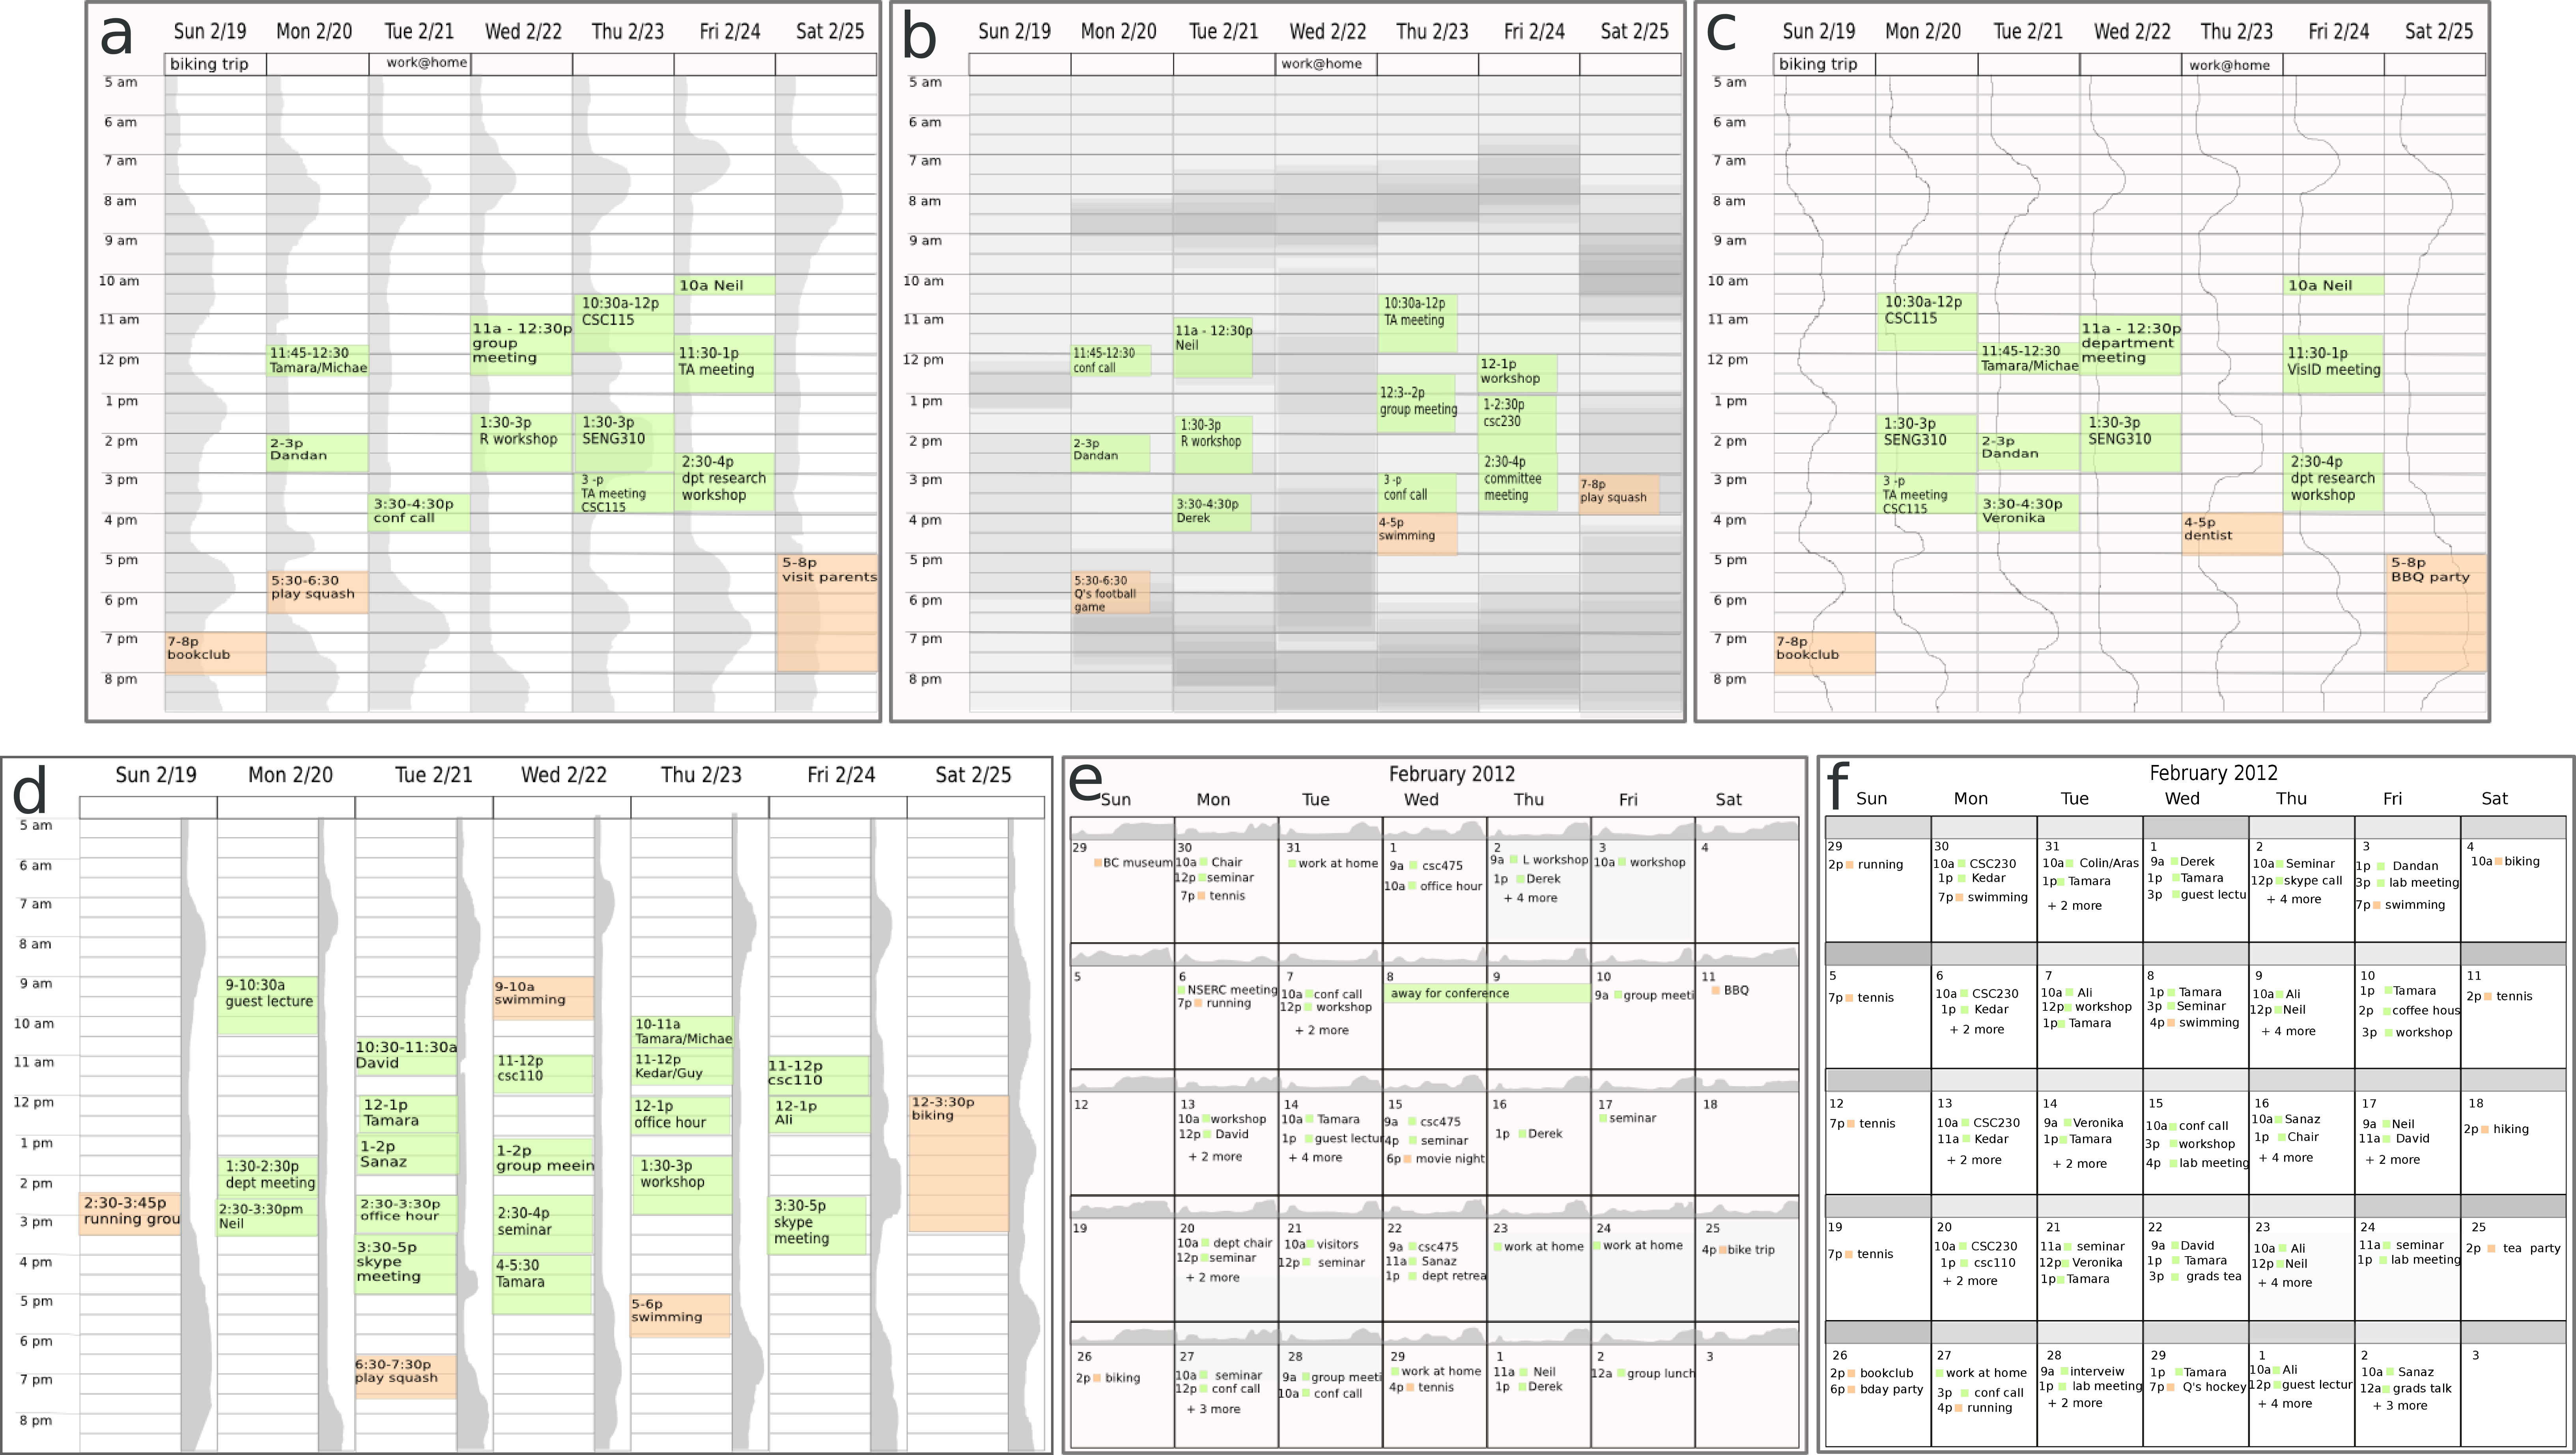 a
Sun 2/19 Mon 2/20 Tue 2/21 Wed 2/22 Thu 2/23 Fri 2/24 Sat 2/25
biking trip work@home
5 am
6 am
7 am
8 am
9 am
10 am
11 am
12 pm
1 pm
2 pm
3 pm
4 pm
5 pm
6 pm
7 pm
8 pm
7-8p
bookclub
11:45-12:30
Tamara/Michae
2-3p
Dandan
5:30-6:30
play squash
3:30-4:30p
conf call
11a - 12:30p
group
meeting
1:30-3p
R workshop
10:30a-12p
CSC115
1:30-3p
SENG310
3 -p
TA meeting
CSC115
10a Neil
11:30-1p
TA meeting
2:30-4p
dpt research
workshop
5-8p
visit parents
b
Sun 2/19 Mon 2/20 Tue 2/21 Wed 2/22 Thu 2/23 Fri 2/24 Sat 2/25
work@home
5 am
6 am
7 am
8 am
9 am
10 am
11 am
12 pm
1 pm
2 pm
3 pm
4 pm
5 pm
6 pm
7 pm
8 pm
11:45-12:30
conf call
2-3p
Dandan
5:30-6:30
Q's football
game
11a - 12:30p
Neil
1:30-3p
R workshop
3:30-4:30p
Derek
10:30a-12p
TA meeting
12:3--2p
group meeting
3 -p
conf call
4-5p
swimming
12-1p
workshop
1-2:30p
csc230
2:30-4p
committee
meeting
7-8p
play squash
c
Sun 2/19 Mon 2/20 Tue 2/21 Wed 2/22 Thu 2/23 Fri 2/24 Sat 2/25
biking trip work@home
5 am
6 am
7 am
8 am
9 am
10 am
11 am
12 pm
1 pm
2 pm
3 pm
4 pm
5 pm
6 pm
7 pm
8 pm
7-8p
bookclub
10:30a-12p
CSC115
1:30-3p
SENG310
3 -p
TA meeting
CSC115
11:45-12:30
Tamara/Michae
2-3p
Dandan
3:30-4:30p
Veronika
11a - 12:30p
department
meeting
1:30-3p
SENG310
4-5p
dentist
10a Neil
11:30-1p
VisID meeting
2:30-4p
dpt research
workshop
5-8p
BBQ party
d
Sun 2/19 Mon 2/20 Tue 2/21 Wed 2/22 Thu 2/23 Fri 2/24 Sat 2/25
5 am
6 am
7 am
8 am
9 am
10 am
11 am
12 pm
1 pm
2 pm
3 pm
4 pm
5 pm
6 pm
7 pm
8 pm
2:30-3:45p
running grou
9-10:30a
guest lecture
1:30-2:30p
dept meeting
2:30-3:30pm
Neil
10:30-11:30a
David
12-1p
Tamara
1-2p
Sanaz
2:30-3:30p
office hour
3:30-5p
skype
meeting
6:30-7:30p
play squash
9-10a
swimming
11-12p
csc110
1-2p
group meein
2:30-4p
seminar
4-5:30
Tamara
10-11a
Tamara/Michae
11-12p
Kedar/Guy
12-1p
office hour
1:30-3p
workshop
5-6p
swimming
11-12p
csc110
12-1p
Ali
3:30-5p
skype
meeting
12-3:30p
biking
e
February 2012
Sun Mon Tue Wed Thu Fri Sat
29
BC museum
30
10a Chair
12p seminar
7p tennis
31
work at home
1
9a csc475
10a office hour
2
9a L workshop
1p Derek
+ 4 more
3
10a workshop
4
5
6
NSERC meeting
7p running
7
10a conf call
12p workshop
+ 2 more
8
away for conference
9
10
9a group meeti
11
BBQ
12
13
10a workshop
12p David
+ 2 more
14
10a Tamara
1p guest lectur
+ 4 more
15
9a csc475
4p seminar
6p movie night
16
1p Derek
17
seminar
18
19
20
10a dept chair
12p seminar
+ 2 more
21
10a visitors
12p seminar
22
9a csc475
11a Sanaz
1p dept retrea
23
work at home
24
work at home
25
4p bike trip
26
2p biking
27
10a seminar
12p conf call
+ 3 more
28
9a group meeti
10a conf call
29
work at home
4p tennis
1
11a Neil
1p Derek
2
12a group lunch
3
f
February 2012
Sun Mon Tue Wed Thu Fri Sat
29
2p running
30
10a CSC230
1p Kedar
7p swimming
31
10a Colin/Aras
1p Tamara
+ 2 more
1
9a Derek
1p Tamara
3p guest lectu
2
10a Seminar
12p skype call
+ 4 more
3
1p Dandan
3p lab meeting
7p swimming
4
10a biking
5
7p tennis
6
10a CSC230
1p Kedar
+ 2 more
7
10a Ali
12p workshop
1p Tamara
8
1p Tamara
3p Seminar
4p swimming
9
10a Ali
12p Neil
+ 4 more
10
1p Tamara
2p coffee hous
3p workshop
11
2p tennis
12
7p tennis
13
10a CSC230
11a Kedar
+ 2 more
14
9a Veronika
1p Tamara
+ 2 more
15
10a conf call
3p workshop
4p lab meeting
16
10a Sanaz
1p Chair
+ 4 more
17
9a Neil
11a David
+ 2 more
18
2p hiking
19
7p tennis
20
10a CSC230
1p csc110
+ 2 more
21
11a seminar
12p Veronika
1p Tamara
22
9a David
1p Tamara
3p grads tea
23
10a Ali
12p Neil
+ 4 more
24
11a seminar
1p lab meeting
25
2p tea party
26
2p bookclub
6p bday party
27
work at home
3p conf call
4p running
28
9a interveiw
1p lab meeting
+ 2 more
29
1p Tamara
7p Q's hockey
1
10a Ali
12p guest lectur
+ 4 more
2
10a Sanaz
12a grads talk
+ 3 more
3